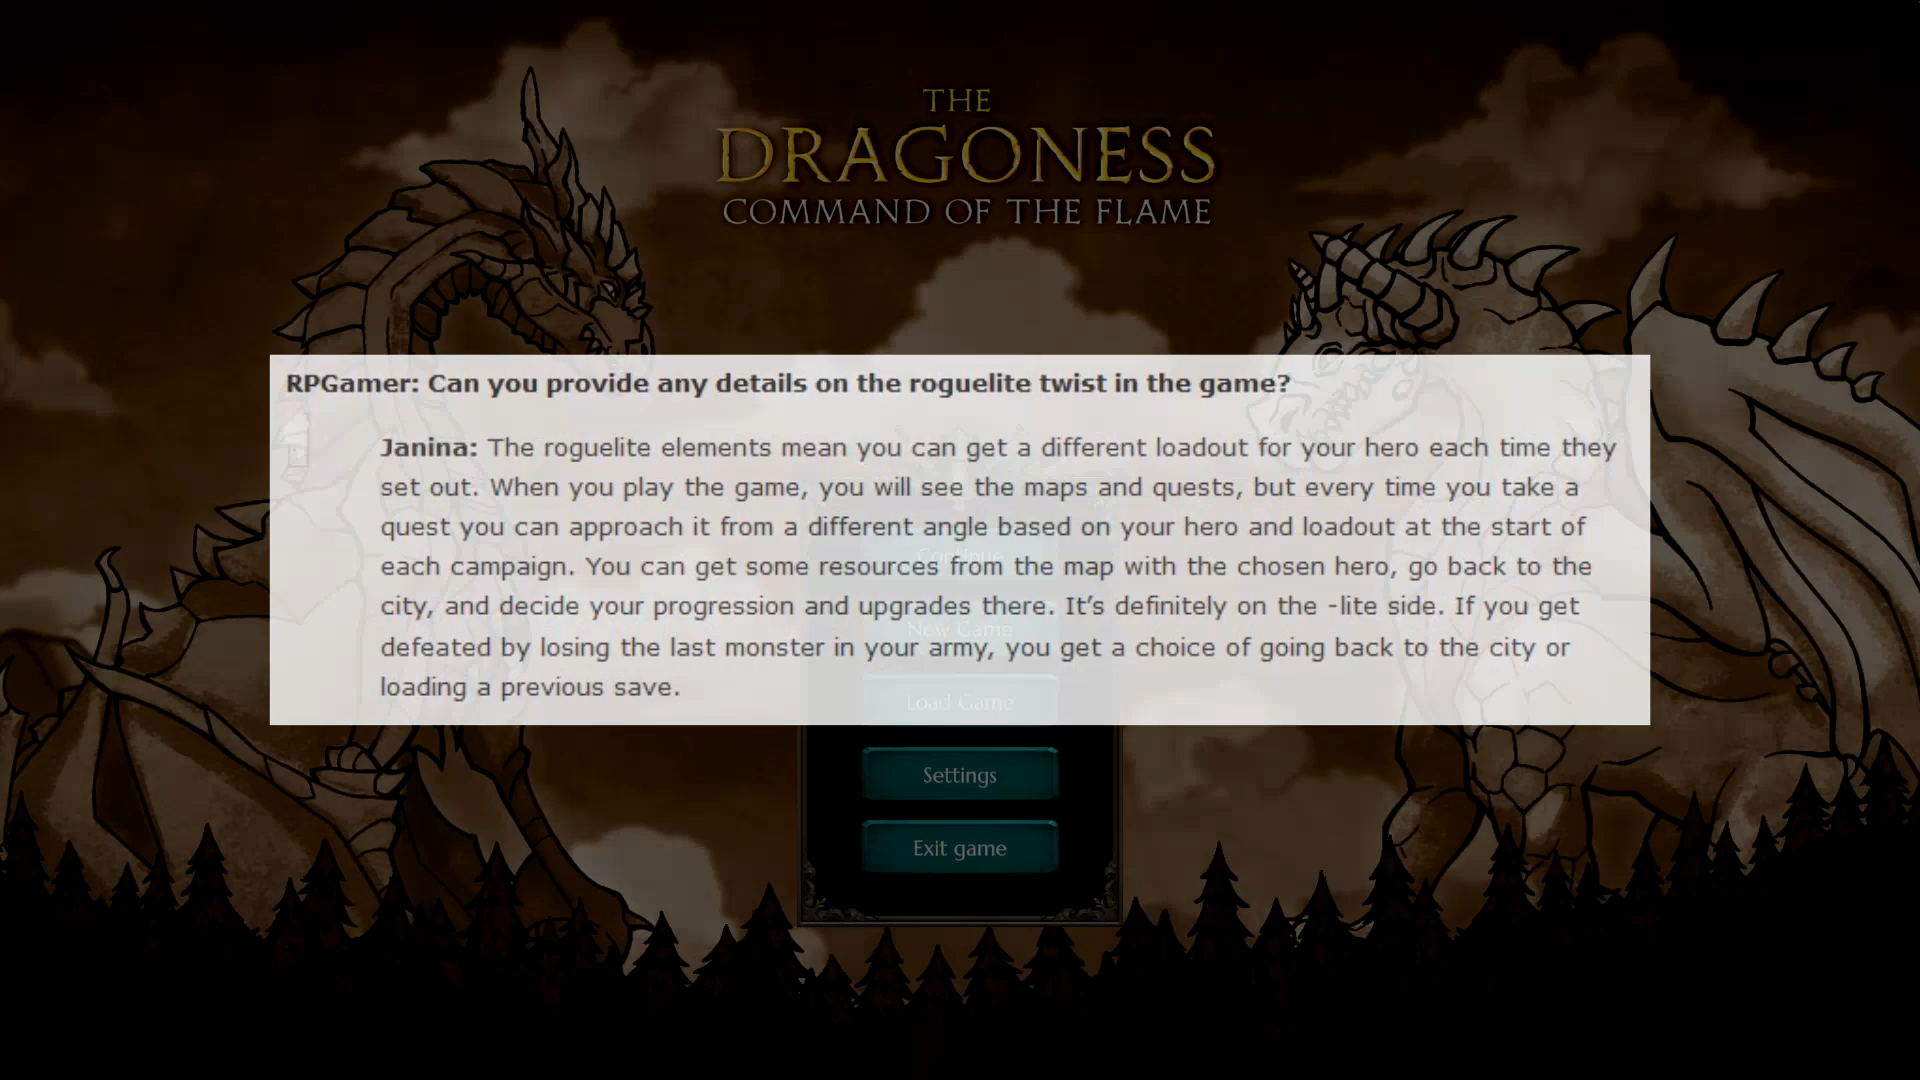 THE
DRAGONESS
COMMAND OF THE FLAME
RPGamer: Can you provide any details on the roguelite twist in the game?
Janina: The roguelite elements mean you can get a different loadout for your hero each time they
set out. When you play the game, you will see the maps and quests, but every time you take a
quest you can approach it from a different angle based on your hero and loadout at the start of
each campaign. You can get some resources from the map with the chosen hero, go back to the
city, and decide your progression and upgrades there. It's definitely on the -lite side. If you get
defeated by losing the last monster in your army, you get a choice of going back to the city or
loading a previous save.
Continue
New Game
Load Game
Settings
Exit game